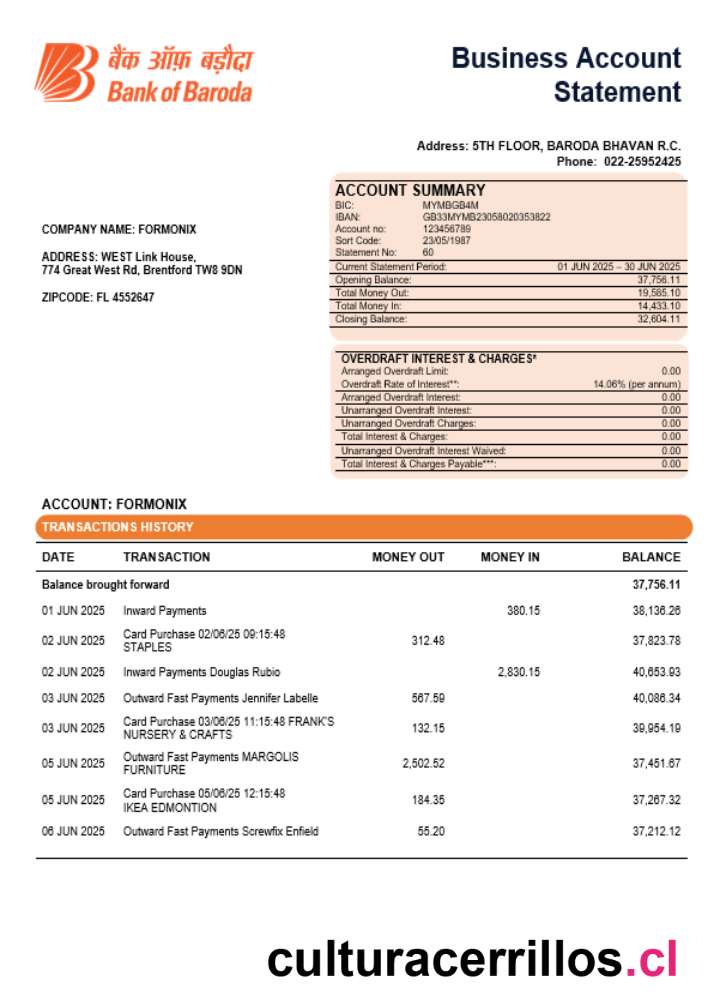 बैंक ऑफ़ बड़ौदा
Bank of Baroda
Business Account
Statement
Address: 5TH FLOOR, BARODA BHAVAN R.C.
Phone: 022-25952425
COMPANY NAME: FORMONIX
ADDRESS: WEST Link House,
774 Great West Rd, Brentford TW8 9DN
ZIPCODE: FL 4552647
ACCOUNT SUMMARY
BIC: MYMBGB4M
IBAN: GB33MYMB23058020353822
Account no: 123456789
Sort Code: 23/05/1987
Statement No: 60
Current Statement Period: 01 JUN 2025 – 30 JUN 2025
Opening Balance: 37,756.11
Total Money Out: 19,585.10
Total Money In: 14,433.10
Closing Balance: 32,604.11
OVERDRAFT INTEREST & CHARGES*
Arranged Overdraft Limit: 0.00
Overdraft Rate of Interest**: 14.06% (per annum)
Arranged Overdraft Interest: 0.00
Unarranged Overdraft Interest: 0.00
Unarranged Overdraft Charges: 0.00
Total Interest & Charges: 0.00
Unarranged Overdraft Interest Waived: 0.00
Total Interest & Charges Payable***: 0.00
ACCOUNT: FORMONIX
TRANSACTIONS HISTORY
DATE TRANSACTION MONEY OUT MONEY IN BALANCE
Balance brought forward 37,756.11
01 JUN 2025 Inward Payments 380.15 38,136.26
02 JUN 2025 Card Purchase 02/06/25 09:15:48
STAPLES 312.48 37,823.78
02 JUN 2025 Inward Payments Douglas Rubio 2,830.15 40,653.93
03 JUN 2025 Outward Fast Payments Jennifer Labelle 567.59 40,086.34
03 JUN 2025 Card Purchase 03/06/25 11:15:48 FRANK'S
NURSERY & CRAFTS 132.15 39,954.19
05 JUN 2025 Outward Fast Payments MARGOLIS
FURNITURE 2,502.52 37,451.67
05 JUN 2025 Card Purchase 05/06/25 12:15:48
IKEA EDMONTION 184.35 37,267.32
06 JUN 2025 Outward Fast Payments Screwfix Enfield 55.20 37,212.12
culturacerrillos.cl